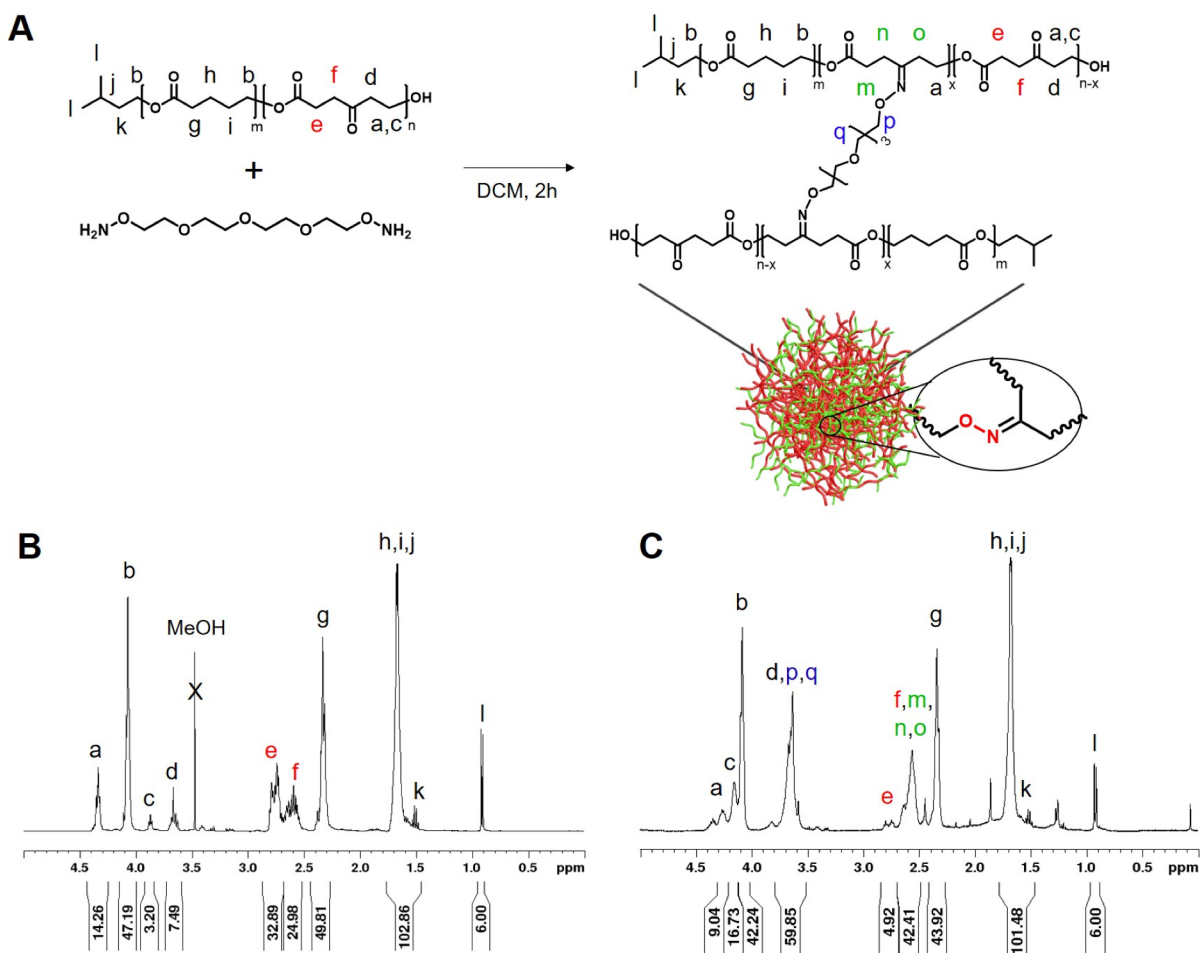 A
l j b h b f d
l k O O g i m O O e O a,c n OH
+
H₂N O O O O O NH₂
DCM, 2h
l j b h b n o e a,c
l k O O g i m O O m N a x O O f O d n-x OH
O
q p
O 3
O
N
HO O n-x O O x O O m
O
O N
B
b
MeOH
X
a
c
d
e
f
g
h,i,j
k
l
4.5 4.0 3.5 3.0 2.5 2.0 1.5 1.0 ppm
14.26 47.19 3.20 7.49 32.89 24.98 49.81 102.86 6.00
C
a
c
b
d,p,q
e
f,m,
n,o
g
h,i,j
k
l
4.5 4.0 3.5 3.0 2.5 2.0 1.5 1.0 ppm
9.04 16.73 42.24 59.85 4.92 42.41 43.92 101.48 6.00